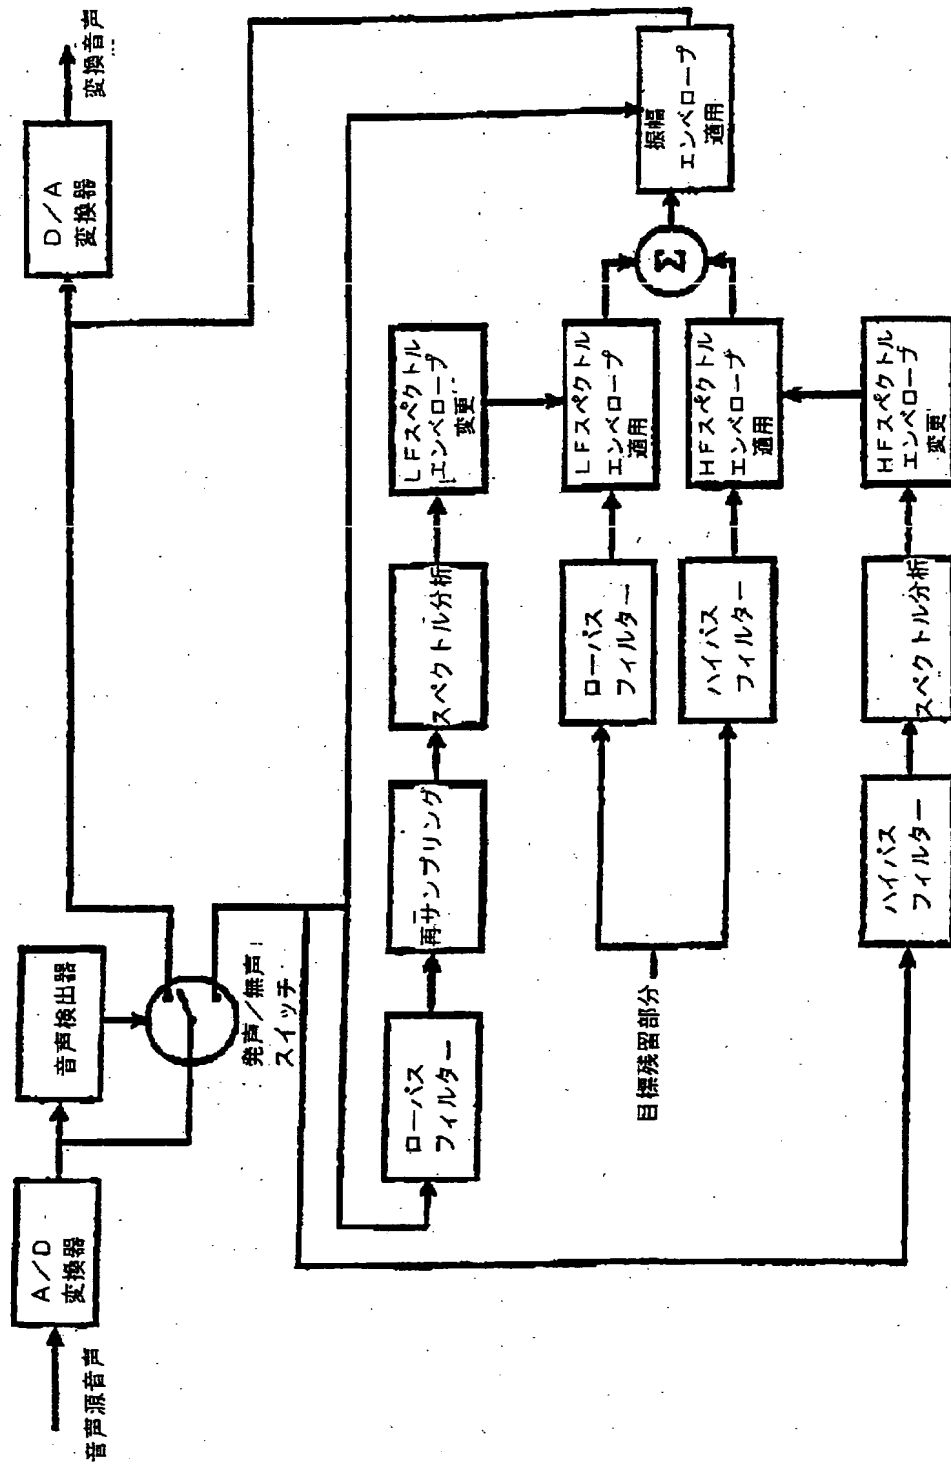 音声源音声
A/D
変換器
音声検出器
発声/無声
スイッチ
D/A
変換器
変換音声
ローパス
フィルター
再サンプリング
スペクトル分析
LFスペクトル
エンベロープ
変更
目標残留部分
ローパス
フィルター
LFスペクトル
エンベロープ
適用
ハイパス
フィルター
HFスペクトル
エンベロープ
適用
Σ
振幅
エンベロープ
適用
ハイパス
フィルター
スペクトル分析
HFスペクトル
エンベロープ
変更